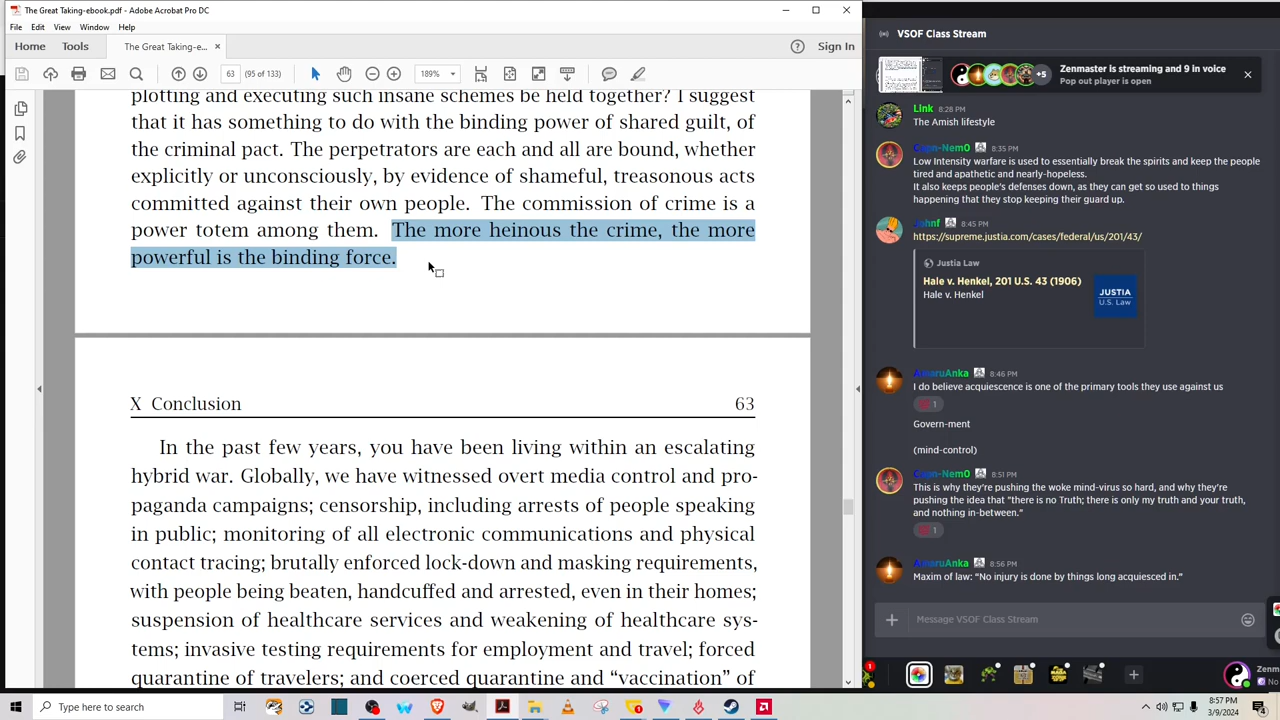 The Great Taking-ebook.pdf - Adobe Acrobat Pro DC
File Edit View Window Help
Home Tools The Great Taking-e... × Sign In
63 (95 of 133) 189%
plotting and executing such insane schemes be held together? I suggest
that it has something to do with the binding power of shared guilt, of
the criminal pact. The perpetrators are each and all are bound, whether
explicitly or unconsciously, by evidence of shameful, treasonous acts
committed against their own people. The commission of crime is a
power totem among them. The more heinous the crime, the more
powerful is the binding force.
X Conclusion 63
In the past few years, you have been living within an escalating
hybrid war. Globally, we have witnessed overt media control and pro-
paganda campaigns; censorship, including arrests of people speaking
in public; monitoring of all electronic communications and physical
contact tracing; brutally enforced lock-down and masking requirements,
with people being beaten, handcuffed and arrested, even in their homes;
suspension of healthcare services and weakening of healthcare sys-
tems; invasive testing requirements for employment and travel; forced
quarantine of travelers; and coerced quarantine and “vaccination” of
VSOF Class Stream
Zenmaster is streaming and 9 in voice
Pop out player is open
+5
Link 8:28 PM
The Amish lifestyle
Capn-Nem0 8:35 PM
Low Intensity warfare is used to essentially break the spirits and keep the people
tired and apathetic and nearly-hopeless.
It also keeps people's defenses down, as they can get so used to things
happening that they stop keeping their guard up.
8:45 PM
https://supreme.justia.com/cases/federal/us/201/43/
Justia Law
Hale v. Henkel, 201 U.S. 43 (1906)
Hale v. Henkel
JUSTIA
U.S. Law
AmaruAnka 8:46 PM
I do believe acquiescence is one of the primary tools they use against us
1
Govern-ment
(mind-control)
Capn-Nem0 8:51 PM
This is why they're pushing the woke mind-virus so hard, and why they're
pushing the idea that "there is no Truth; there is only my truth and your truth,
and nothing in-between."
1
AmaruAnka 8:56 PM
Maxim of law: “No injury is done by things long acquiesced in.”
Message VSOF Class Stream
1
Zenm
No
Type here to search
8:57 PM
3/9/2024